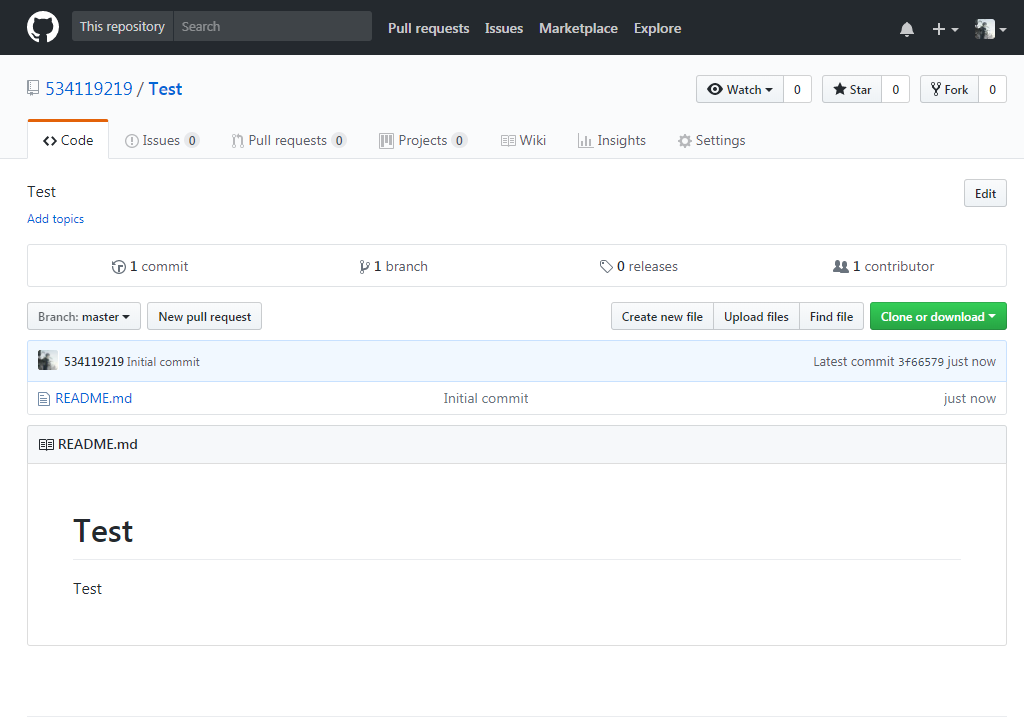 This repository Search Pull requests Issues Marketplace Explore
534119219 / Test Watch 0 Star 0 Fork 0
Code Issues 0 Pull requests 0 Projects 0 Wiki Insights Settings
Test Edit
Add topics
1 commit 1 branch 0 releases 1 contributor
Branch: master New pull request Create new file Upload files Find file Clone or download
534119219 Initial commit Latest commit 3f66579 just now
README.md Initial commit just now
README.md
Test
Test